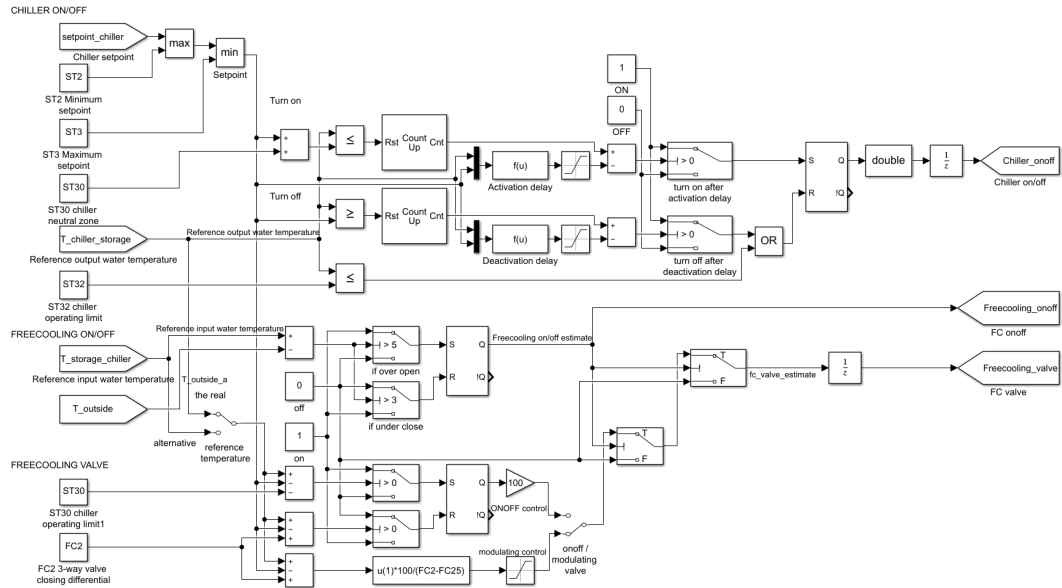 CHILLER ON/OFF
setpoint_chiller
Chiller setpoint
max
min
Setpoint
ST2
ST2 Minimum
setpoint
ST3
ST3 Maximum
setpoint
ST30
ST30 chiller
neutral zone
T_chiller_storage
Reference output water temperature
ST32
ST32 chiller
operating limit
Turn on
+
+
≤
Rst
Count
Up
Cnt
f(u)
Activation delay
+
−
1
ON
0
OFF
> 0
turn on after
activation delay
Turn off
Reference output water temperature
≥
Rst
Count
Up
Cnt
f(u)
Deactivation delay
+
−
> 0
turn off after
deactivation delay
≤
OR
S
Q
R
!Q
double
1
z
Chiller_onoff
Chiller on/off
FREECOOLING ON/OFF
T_storage_chiller
Reference input water temperature
T_outside
Reference input water temperature
+
−
T_outside_a
the real
alternative
reference
temperature
0
off
1
on
> 5
if over open
> 3
if under close
S
Q
R
!Q
Freecooling on/off estimate
T
F
T
F
fc_valve_estimate
1
z
Freecooling_onoff
FC onoff
Freecooling_valve
FC valve
FREECOOLING VALVE
ST30
ST30 chiller
operating limit1
FC2
FC2 3-way valve
closing differential
+
−
−
+
−
+
+
−
+
> 0
> 0
S
Q
R
!Q
100
ONOFF control
u(1)*100/(FC2-FC25)
modulating control
onoff /
modulating
valve